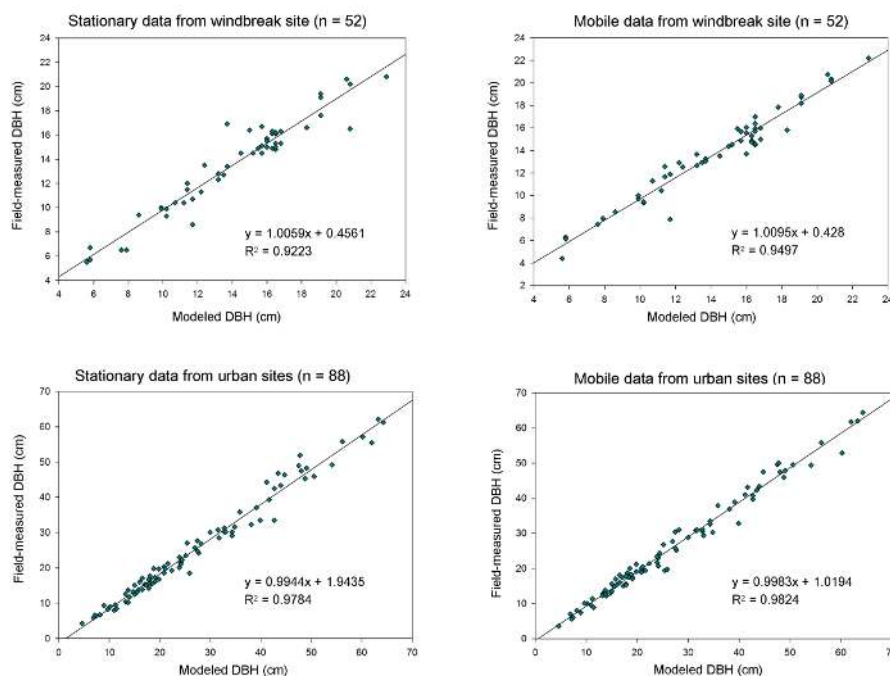 Stationary data from windbreak site (n = 52)
24
22
20
18
16
14
12
10
8
6
4
Field-measured DBH (cm)
y = 1.0059x + 0.4561
R² = 0.9223
4 6 8 10 12 14 16 18 20 22 24
Modeled DBH (cm)
Mobile data from windbreak site (n = 52)
24
22
20
18
16
14
12
10
8
6
4
2
Field-measured DBH (cm)
y = 1.0095x + 0.428
R² = 0.9497
4 6 8 10 12 14 16 18 20 22 24
Modeled DBH (cm)
Stationary data from urban sites (n = 88)
70
60
50
40
30
20
10
0
Field-measured DBH (cm)
y = 0.9944x + 1.9435
R² = 0.9784
0 10 20 30 40 50 60 70
Modeled DBH (cm)
Mobile data from urban sites (n = 88)
70
60
50
40
30
20
10
0
Field-measured DBH (cm)
y = 0.9983x + 1.0194
R² = 0.9824
0 10 20 30 40 50 60 70
Modeled DBH (cm)